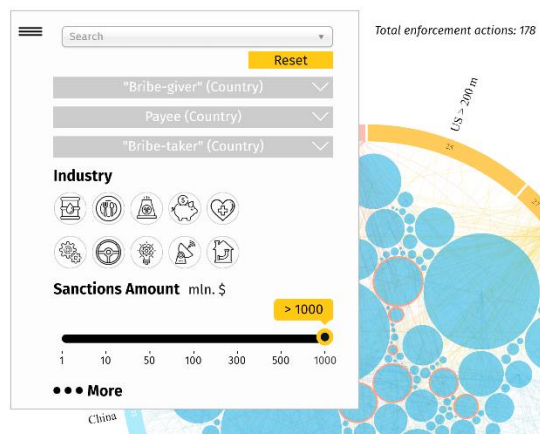 Search
Total enforcement actions: 178
Reset
"Bribe-giver" (Country)
Payee (Country)
"Bribe-taker" (Country)
US > 200 m
25
27
Industry
Sanctions Amount mln. $
> 1000
1 10 50 100 300 500 1000
More
China